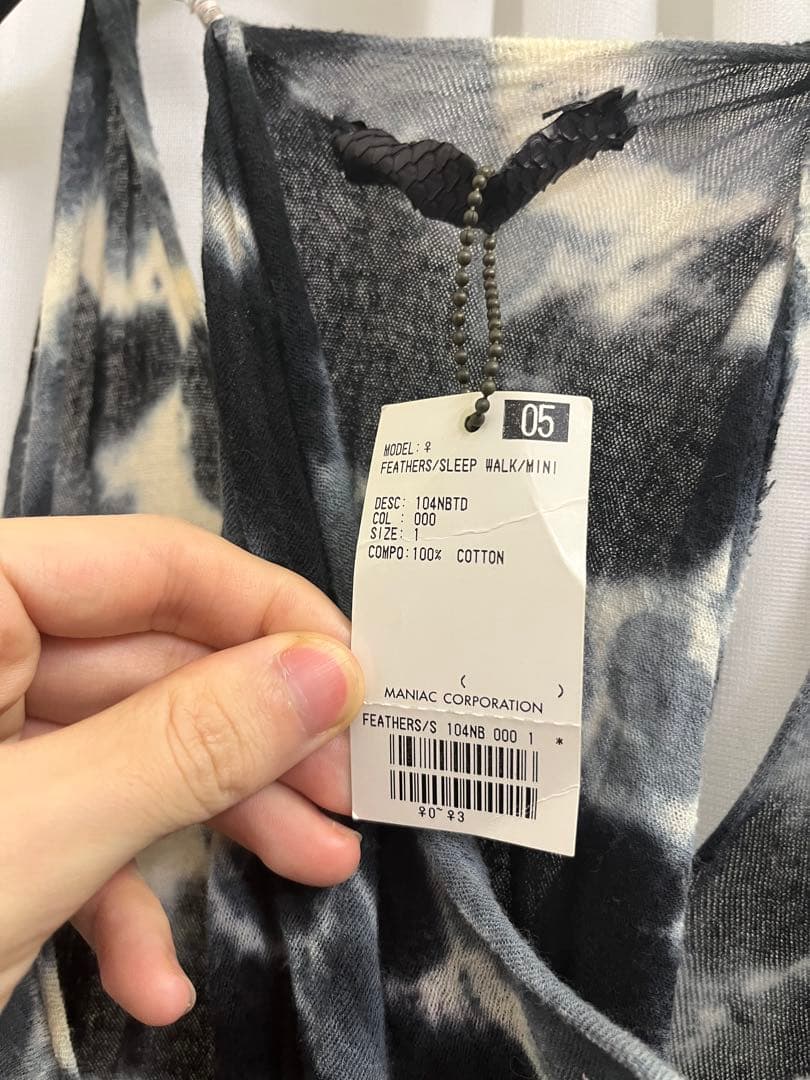 05
MODEL:♀
FEATHERS/SLEEP WALK/MINI
DESC: 104NBTD
COL : 000
SIZE: 1
COMPO:100% COTTON
( )
MANIAC CORPORATION
FEATHERS/S 104NB 000 1 *
♀0~♀3